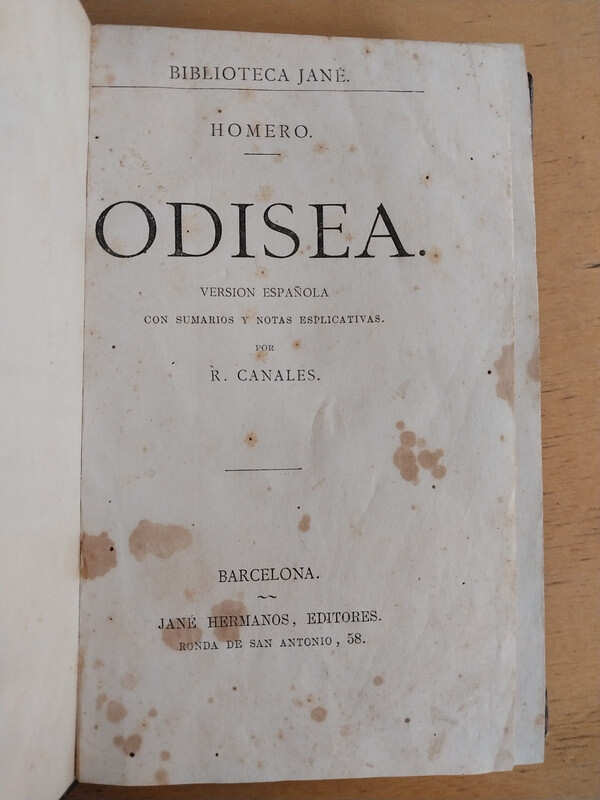 BIBLIOTECA JANÉ.
HOMERO.
ODISEA.
VERSION ESPAÑOLA
CON SUMARIOS Y NOTAS ESPLICATIVAS.
POR
R. CANALES.
BARCELONA.
JANÉ HERMANOS, EDITORES.
RONDA DE SAN ANTONIO, 58.